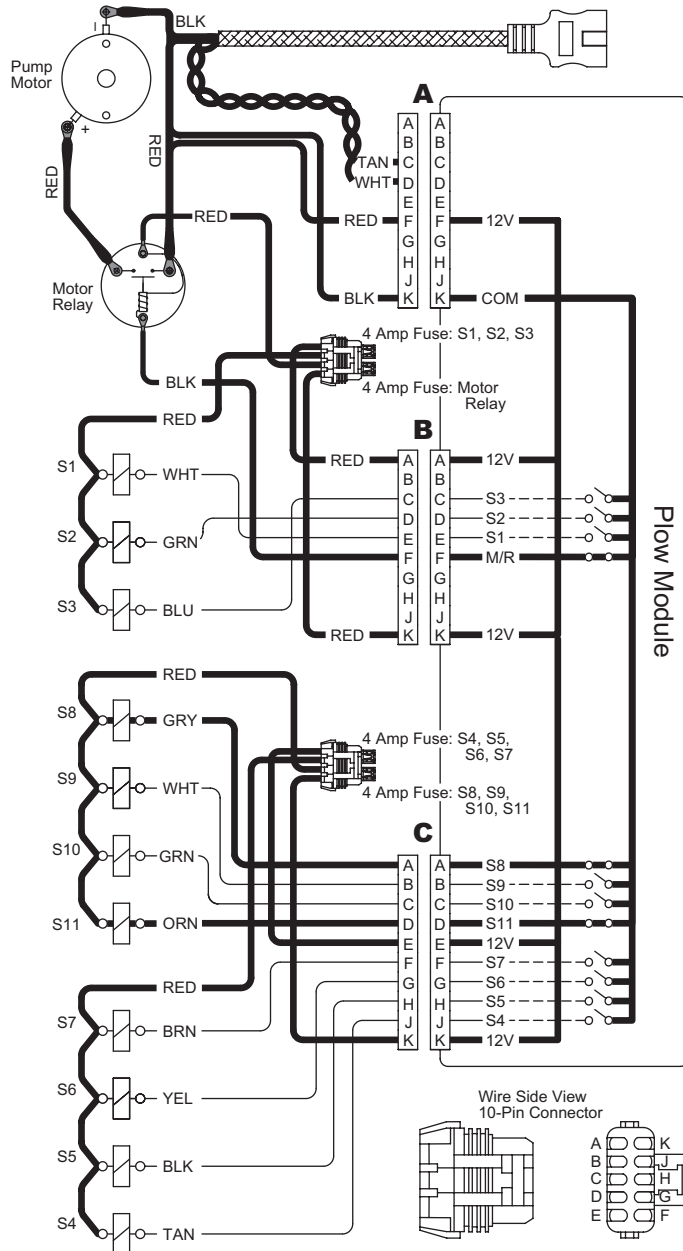 BLK
Pump
Motor
–
+
RED
RED
A
A A
B B
TAN C C
WHT D D
E E
RED F F 12V
G G
H H
J J
BLK K K COM
RED
Motor
Relay
4 Amp Fuse: S1, S2, S3
4 Amp Fuse: Motor
Relay
BLK
RED
B
RED A A 12V
B B
C C S3
D D S2
E E S1
F F M/R
G G
H H
J J
RED K K 12V
S1 WHT
S2 GRN
S3 BLU
Plow Module
RED
S8 GRY
S9 WHT
S10 GRN
S11 ORN
4 Amp Fuse: S4, S5,
S6, S7
4 Amp Fuse: S8, S9,
S10, S11
C
A A S8
B B S9
C C S10
D D S11
E E 12V
F F S7
G G S6
H H S5
J J S4
K K 12V
RED
S7 BRN
S6 YEL
S5 BLK
S4 TAN
Wire Side View
10-Pin Connector
A K
B J
C H
D G
E F